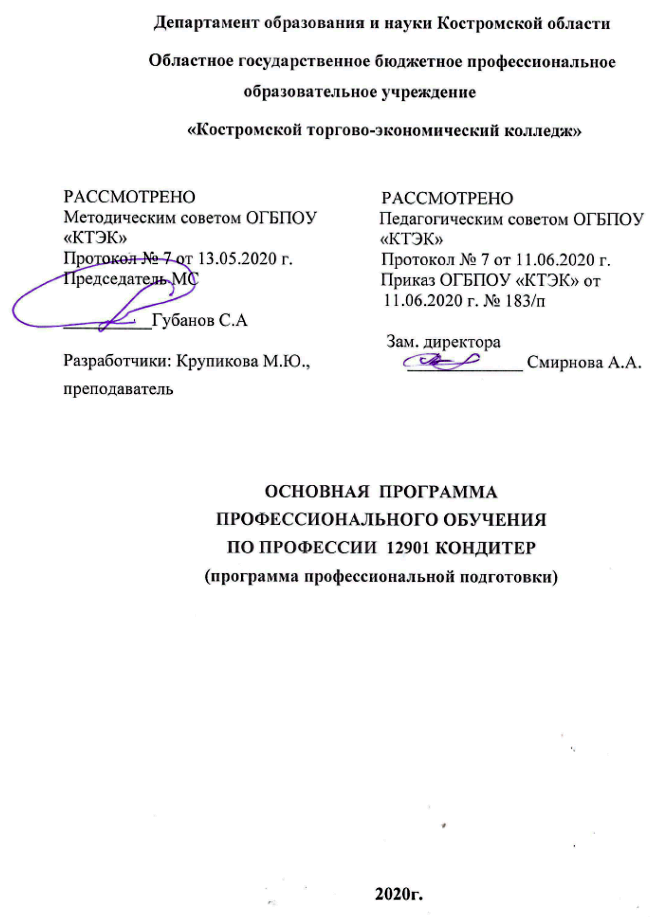 Департамент образования и науки Костромской области
Областное государственное бюджетное профессиональное
образовательное учреждение
«Костромской торгово-экономический колледж»
РАССМОТРЕНО
Методическим советом ОГБПОУ
«КТЭК»
Протокол № 7 от 13.05.2020 г.
Председатель МС
___________Губанов С.А
Разработчики: Крупикова М.Ю.,
преподаватель
РАССМОТРЕНО
Педагогическим советом ОГБПОУ
«КТЭК»
Протокол № 7 от 11.06.2020 г.
Приказ ОГБПОУ «КТЭК» от
11.06.2020 г. № 183/п
Зам. директора
_____________ Смирнова А.А.
ОСНОВНАЯ ПРОГРАММА
ПРОФЕССИОНАЛЬНОГО ОБУЧЕНИЯ
ПО ПРОФЕССИИ 12901 КОНДИТЕР
(программа профессиональной подготовки)
2020г.